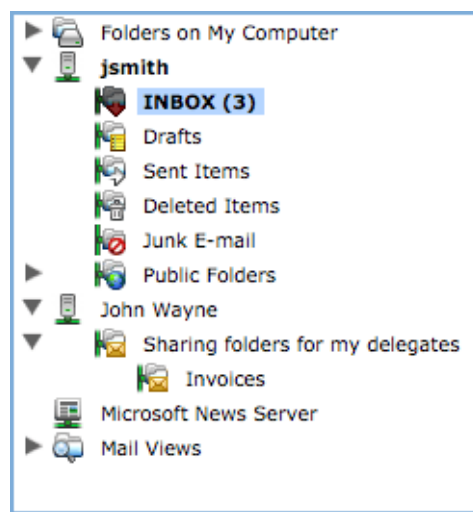 Folders on My Computer
jsmith
INBOX (3)
Drafts
Sent Items
Deleted Items
Junk E-mail
Public Folders
John Wayne
Sharing folders for my delegates
Invoices
Microsoft News Server
Mail Views